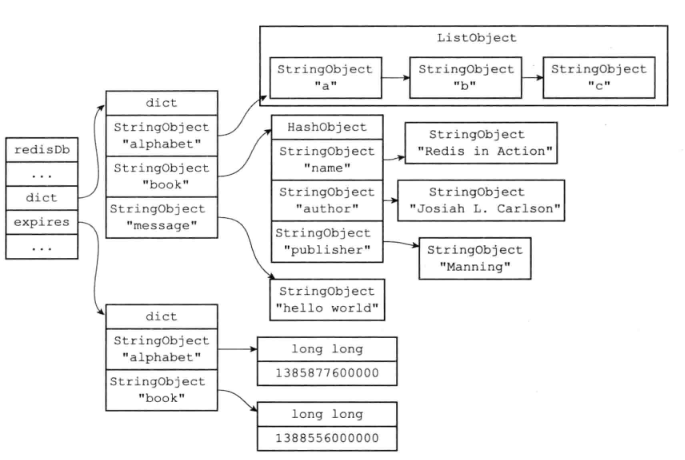 ListObject
StringObject
"a"
StringObject
"b"
StringObject
"c"
dict
StringObject
"alphabet"
StringObject
"book"
StringObject
"message"
redisDb
...
dict
expires
...
HashObject
StringObject
"name"
StringObject
"author"
StringObject
"publisher"
StringObject
"Redis in Action"
StringObject
"Josiah L. Carlson"
StringObject
"Manning"
StringObject
"hello world"
dict
StringObject
"alphabet"
StringObject
"book"
long long
1385877600000
long long
1388556000000